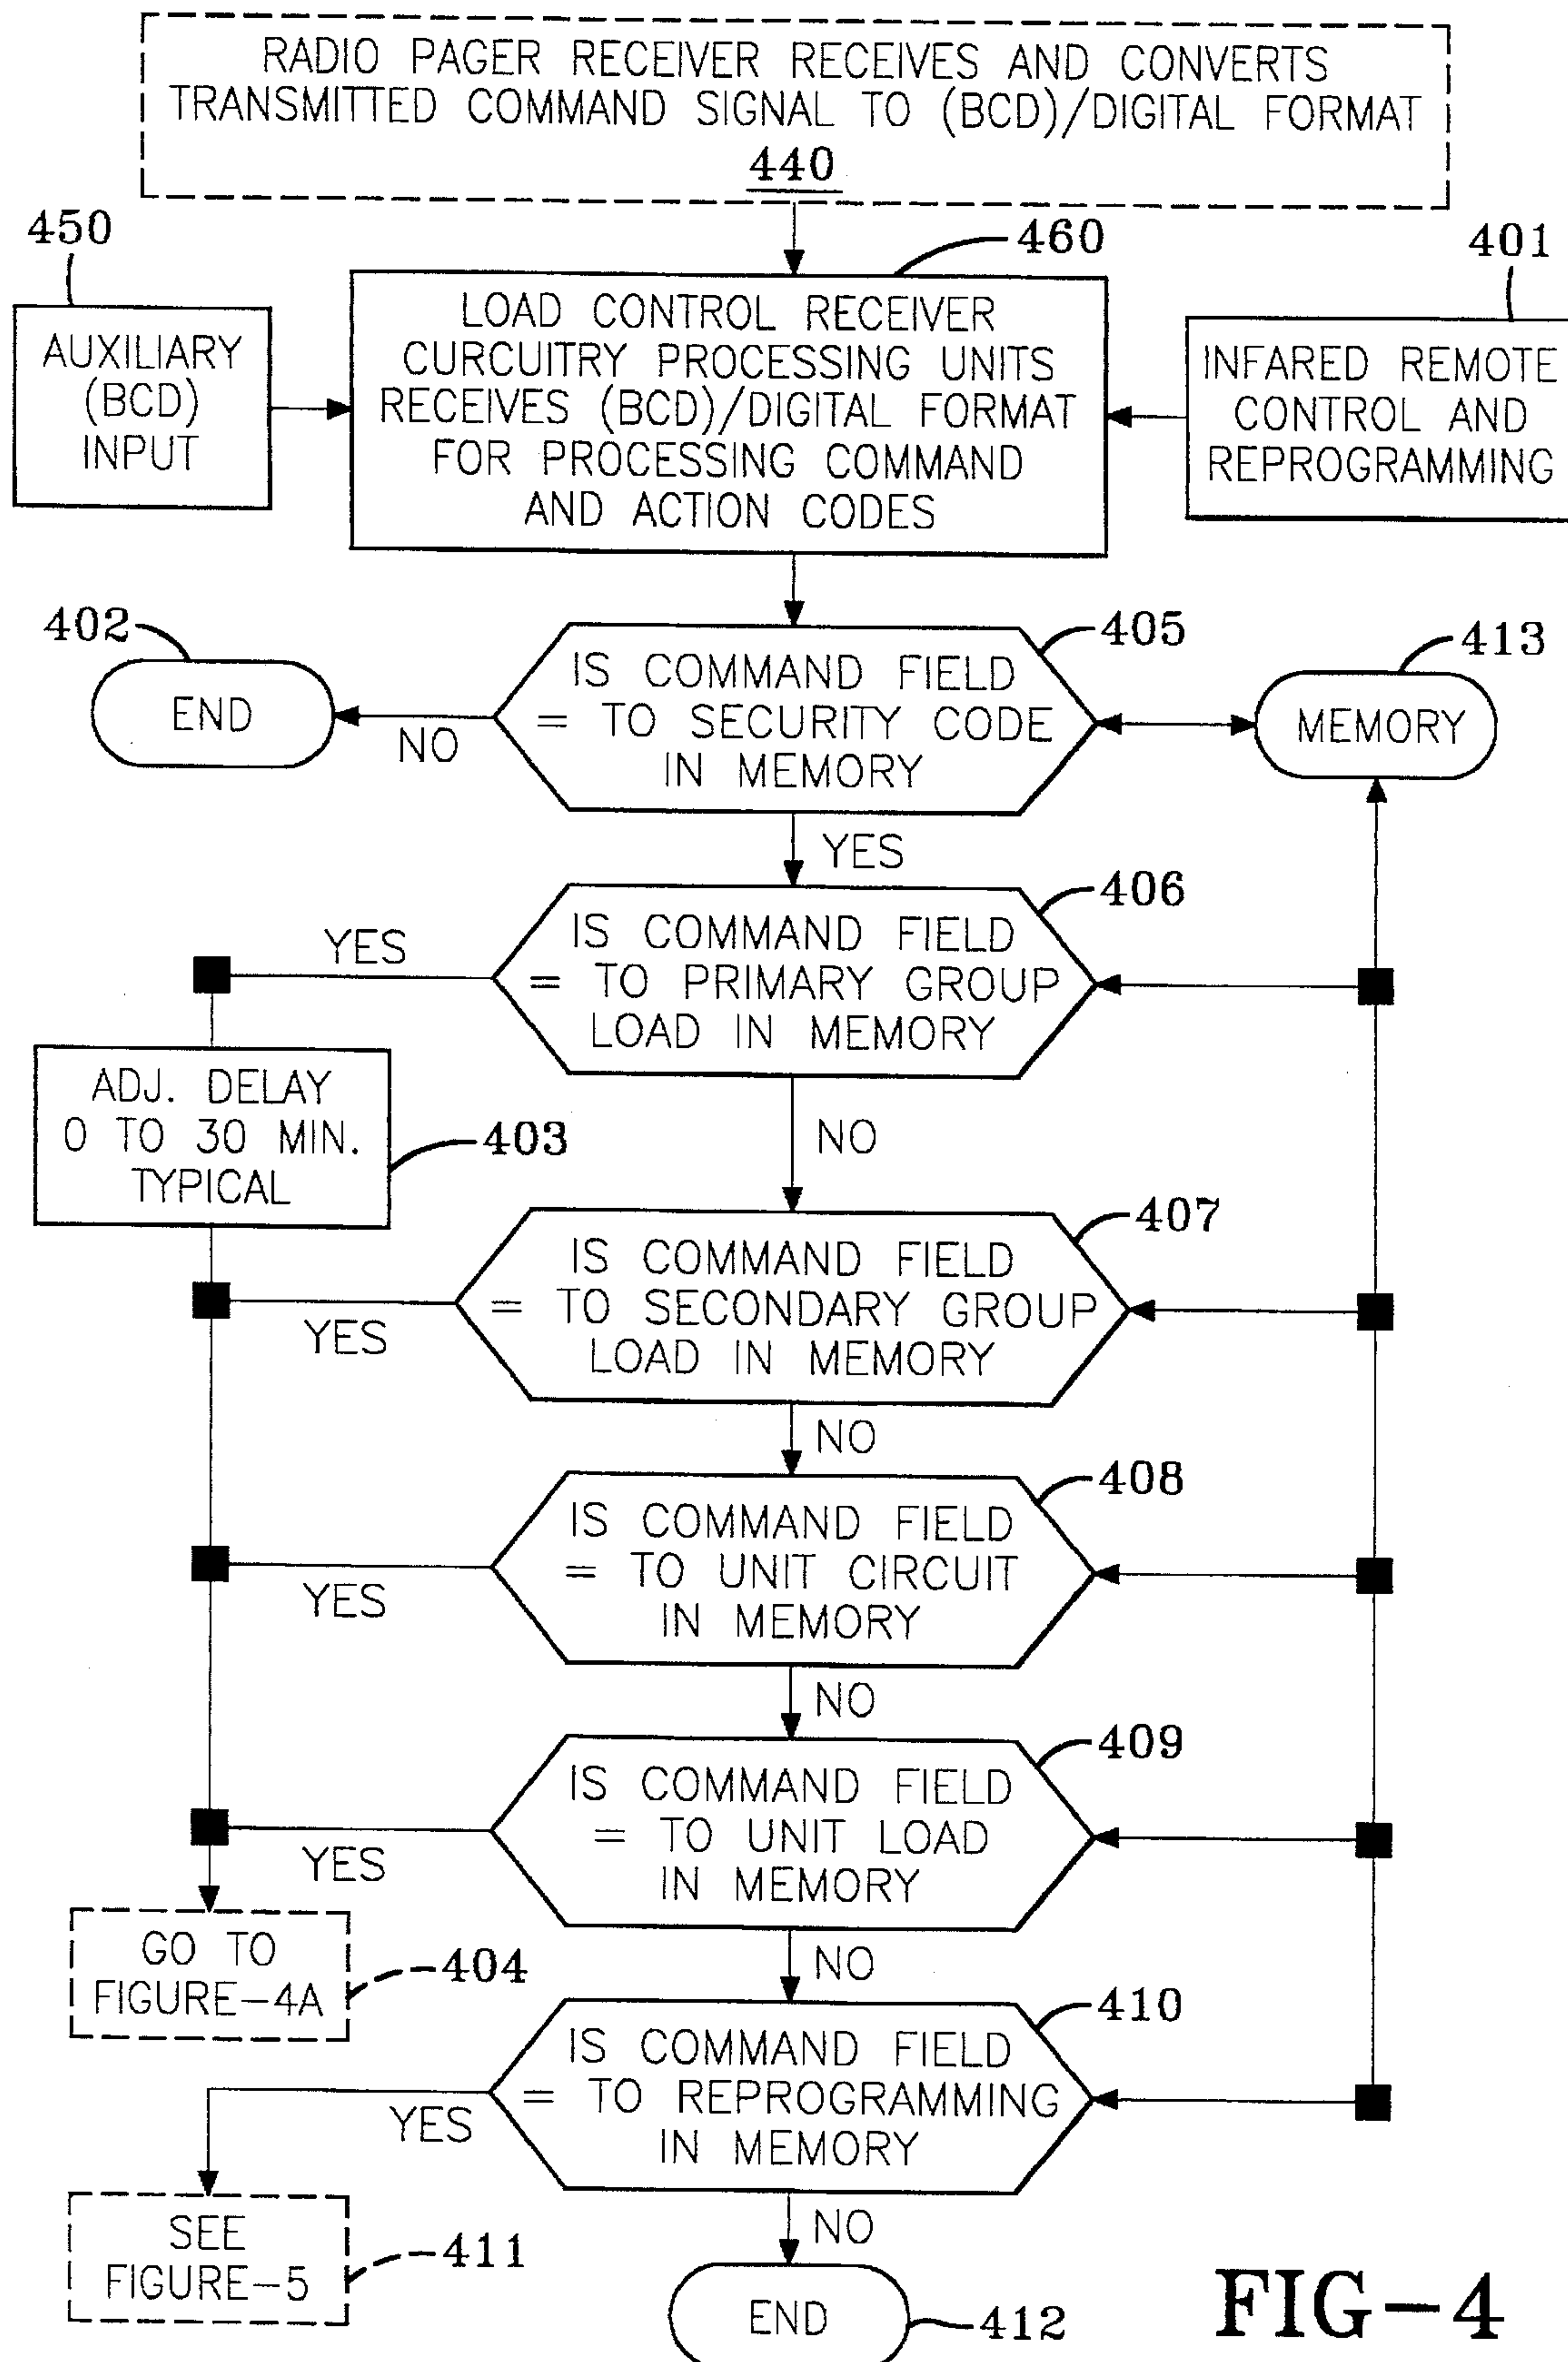 RADIO PAGER RECEIVER RECEIVES AND CONVERTS
TRANSMITTED COMMAND SIGNAL TO (BCD)/DIGITAL FORMAT
440
450
460
401
AUXILIARY
(BCD)
INPUT
LOAD CONTROL RECEIVER
CURCUITRY PROCESSING UNITS
RECEIVES (BCD)/DIGITAL FORMAT
FOR PROCESSING COMMAND
AND ACTION CODES
INFARED REMOTE
CONTROL AND
REPROGRAMMING
402
END
NO
405
IS COMMAND FIELD
= TO SECURITY CODE
IN MEMORY
413
MEMORY
YES
406
IS COMMAND FIELD
= TO PRIMARY GROUP
LOAD IN MEMORY
YES
ADJ. DELAY
0 TO 30 MIN.
TYPICAL
403
NO
407
IS COMMAND FIELD
= TO SECONDARY GROUP
LOAD IN MEMORY
YES
NO
408
IS COMMAND FIELD
= TO UNIT CIRCUIT
IN MEMORY
YES
NO
409
IS COMMAND FIELD
= TO UNIT LOAD
IN MEMORY
YES
GO TO
FIGURE-4A
404
NO
410
IS COMMAND FIELD
= TO REPROGRAMMING
IN MEMORY
YES
SEE
FIGURE-5
411
NO
END
412
FIG-4